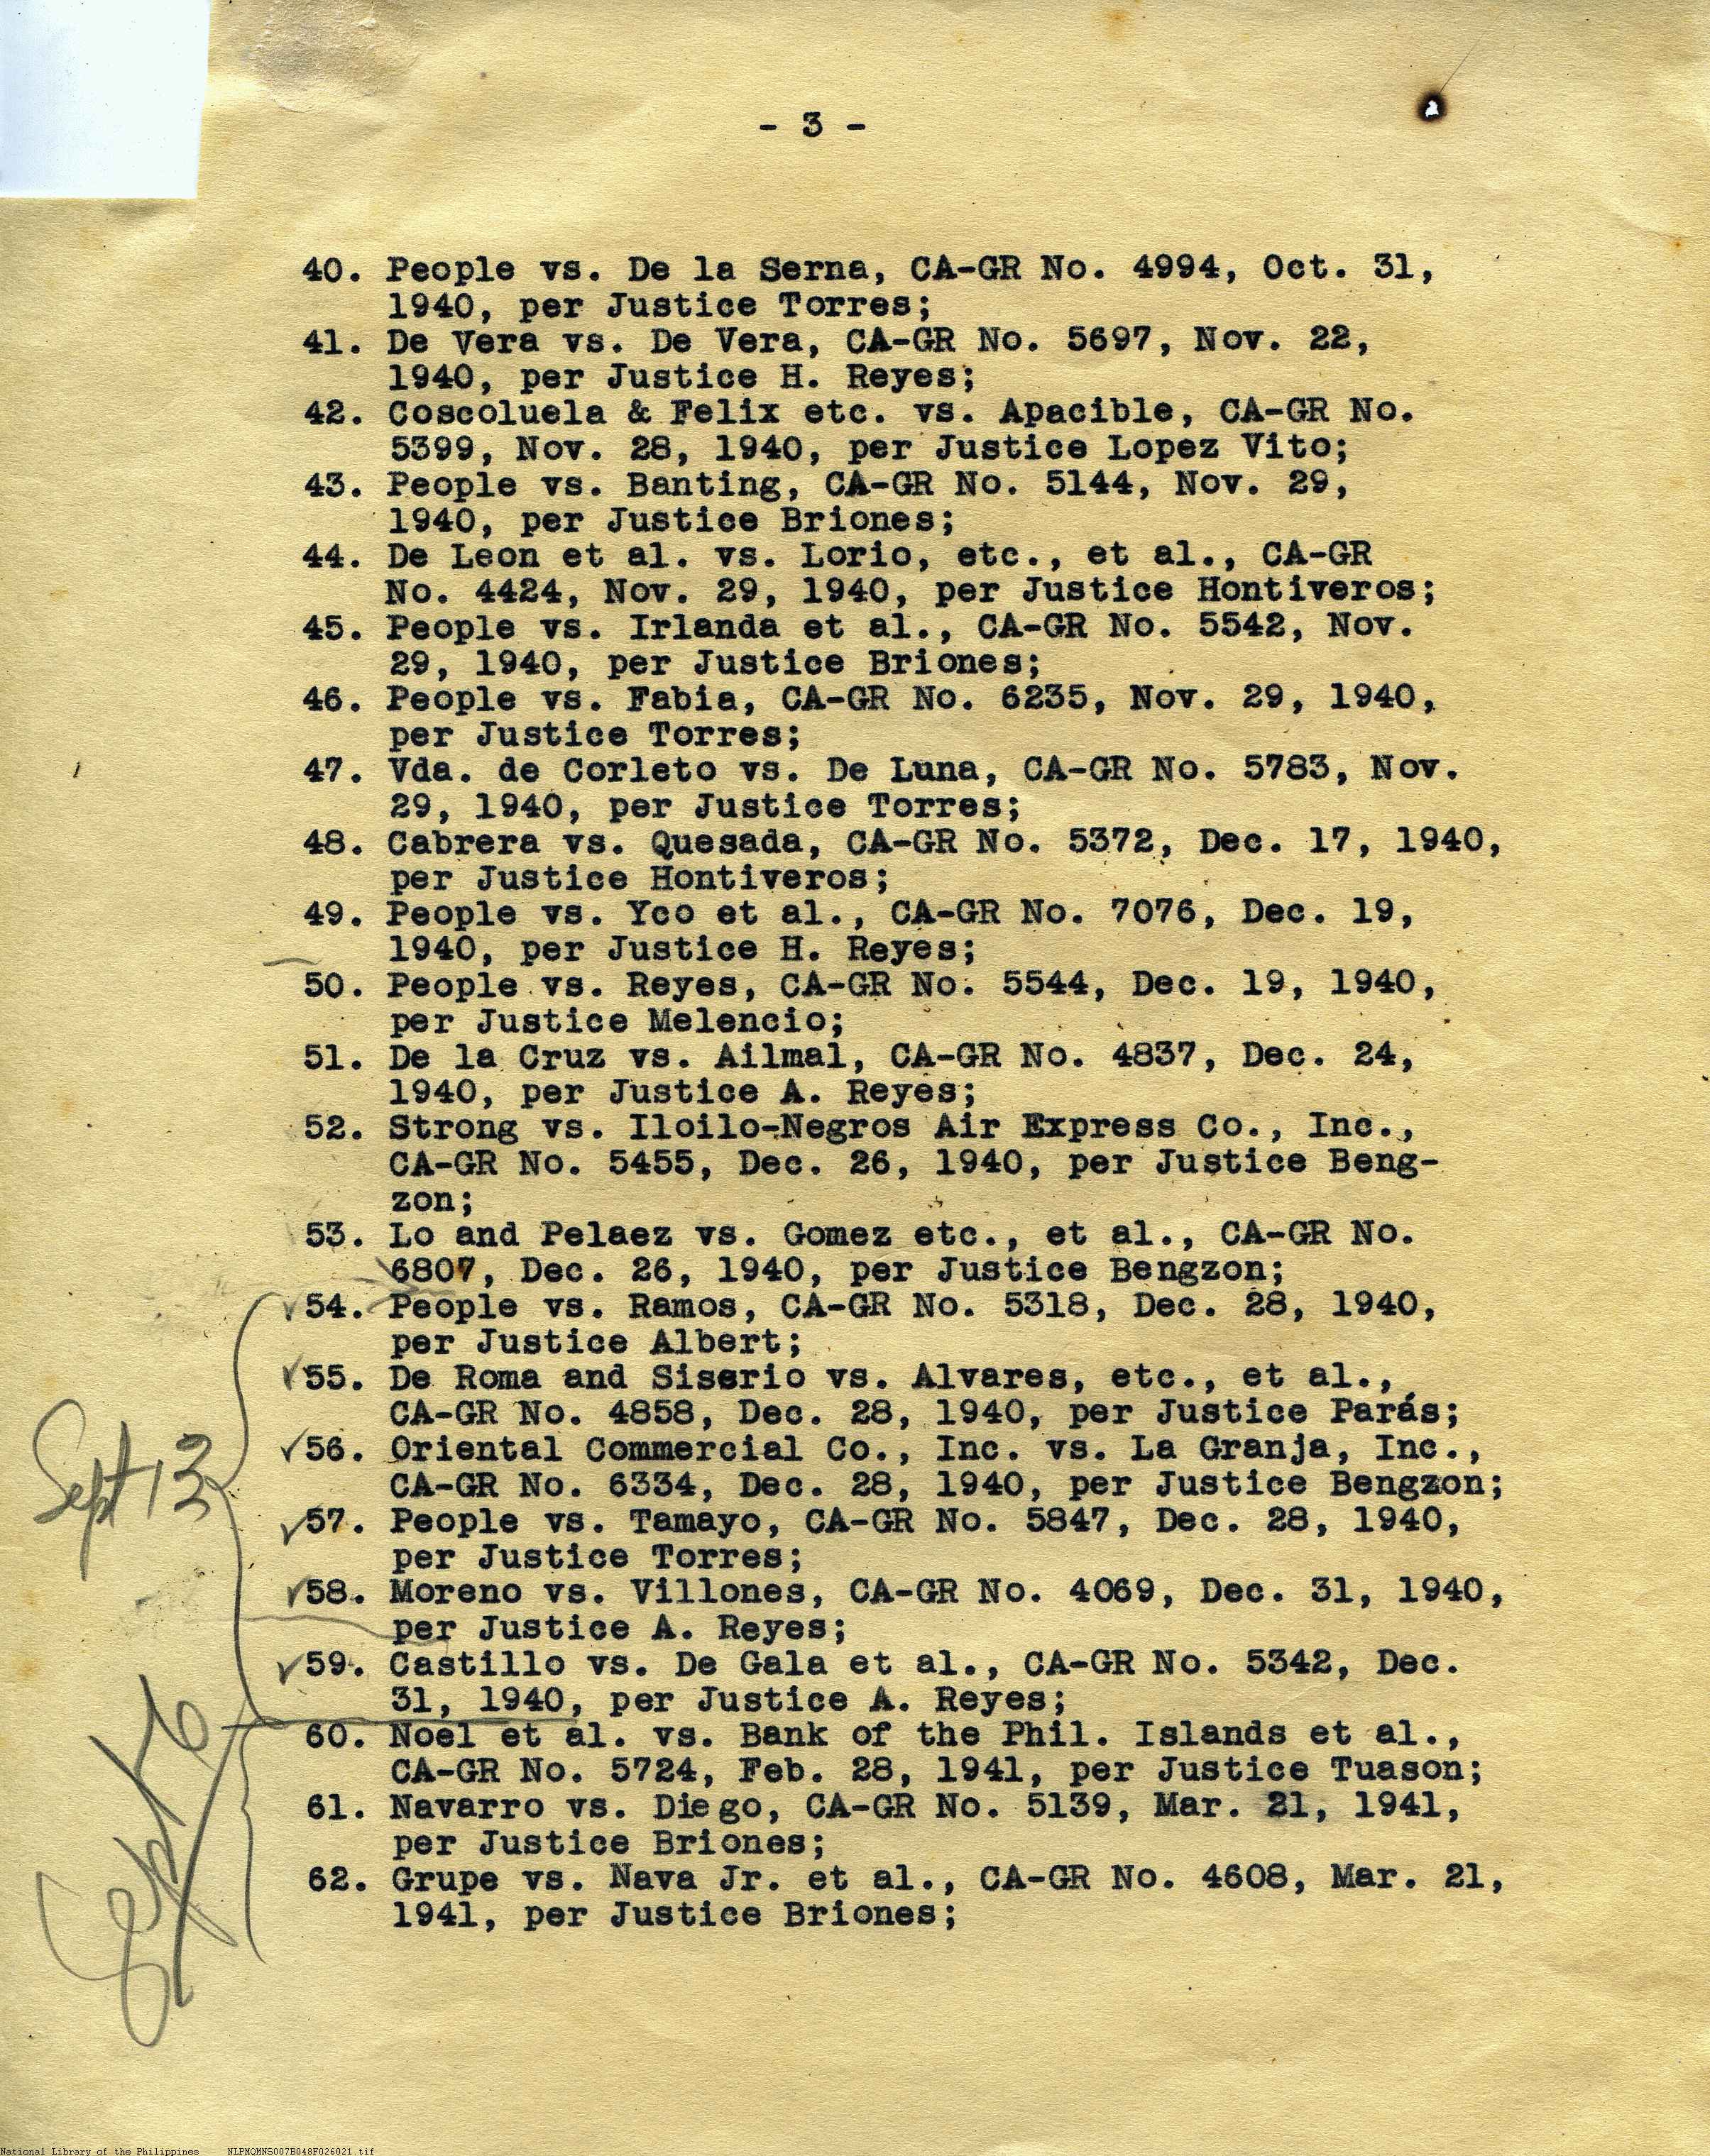 - 3 -
40. People vs. De la Serna, CA-GR No. 4994, Oct. 31,
1940, per Justice Torres;
41. De Vera vs. De Vera, CA-GR No. 5697, Nov. 22,
1940, per Justice H. Reyes;
42. Coscoluela & Felix etc. vs. Apacible, CA-GR No.
5399, Nov. 28, 1940, per Justice Lopez Vito;
43. People vs. Banting, CA-GR No. 5144, Nov. 29,
1940, per Justice Briones;
44. De Leon et al. vs. Lorio, etc., et al., CA-GR
No. 4424, Nov. 29, 1940, per Justice Hontiveros;
45. People vs. Irlanda et al., CA-GR No. 5542, Nov.
29, 1940, per Justice Briones;
46. People vs. Fabia, CA-GR No. 6235, Nov. 29, 1940,
per Justice Torres;
47. Vda. de Corleto vs. De Luna, CA-GR No. 5783, Nov.
29, 1940, per Justice Torres;
48. Cabrera vs. Quesada, CA-GR No. 5372, Dec. 17, 1940,
per Justice Hontiveros;
49. People vs. Yco et al., CA-GR No. 7076, Dec. 19,
1940, per Justice H. Reyes;
50. People vs. Reyes, CA-GR No. 5544, Dec. 19, 1940,
per Justice Melencio;
51. De la Cruz vs. Ailmal, CA-GR No. 4837, Dec. 24,
1940, per Justice A. Reyes;
52. Strong vs. Iloilo-Negros Air Express Co., Inc.,
CA-GR No. 5455, Dec. 26, 1940, per Justice Beng-
zon;
53. Lo and Pelaez vs. Gomez etc., et al., CA-GR No.
6807, Dec. 26, 1940, per Justice Bengzon;
54. People vs. Ramos, CA-GR No. 5318, Dec. 28, 1940,
per Justice Albert;
55. De Roma and Siserio vs. Alvares, etc., et al.,
CA-GR No. 4858, Dec. 28, 1940, per Justice Parás;
Sept 13
56. Oriental Commercial Co., Inc. vs. La Granja, Inc.,
CA-GR No. 6334, Dec. 28, 1940, per Justice Bengzon;
57. People vs. Tamayo, CA-GR No. 5847, Dec. 28, 1940,
per Justice Torres;
58. Moreno vs. Villones, CA-GR No. 4069, Dec. 31, 1940,
per Justice A. Reyes;
59. Castillo vs. De Gala et al., CA-GR No. 5342, Dec.
31, 1940, per Justice A. Reyes;
60. Noel et al. vs. Bank of the Phil. Islands et al.,
CA-GR No. 5724, Feb. 28, 1941, per Justice Tuason;
Sept 16
61. Navarro vs. Diego, CA-GR No. 5139, Mar. 21, 1941,
per Justice Briones;
62. Grupe vs. Nava Jr. et al., CA-GR No. 4608, Mar. 21,
1941, per Justice Briones;
National Library of the Philippines NLPMQMNS007B048F026021.tif